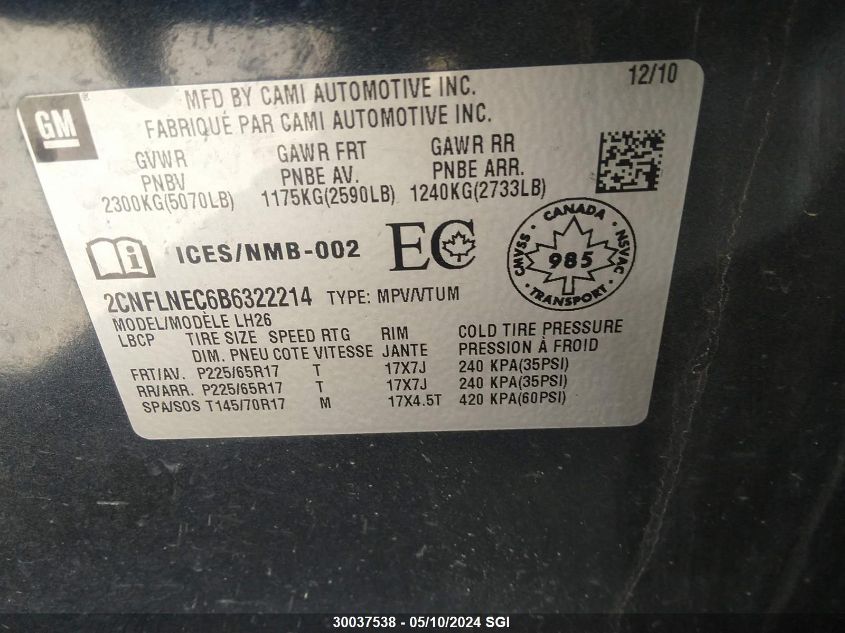 GM
MFD BY CAMI AUTOMOTIVE INC. 12/10
FABRIQUÉ PAR CAMI AUTOMOTIVE INC.
GVWR GAWR FRT GAWR RR
PNBV PNBE AV. PNBE ARR.
2300KG(5070LB) 1175KG(2590LB) 1240KG(2733LB)
i ICES/NMB-002 EC
CANADA
CMVSS 985 NSVAC
TRANSPORT
2CNFLNEC6B6322214 TYPE: MPV/VTUM
MODEL/MODÈLE LH26
LBCP TIRE SIZE SPEED RTG RIM COLD TIRE PRESSURE
DIM. PNEU COTE VITESSE JANTE PRESSION À FROID
FRT/AV. P225/65R17 T 17X7J 240 KPA(35PSI)
RR/ARR. P225/65R17 T 17X7J 240 KPA(35PSI)
SPA/SOS T145/70R17 M 17X4.5T 420 KPA(60PSI)
30037538 - 05/10/2024 SGI